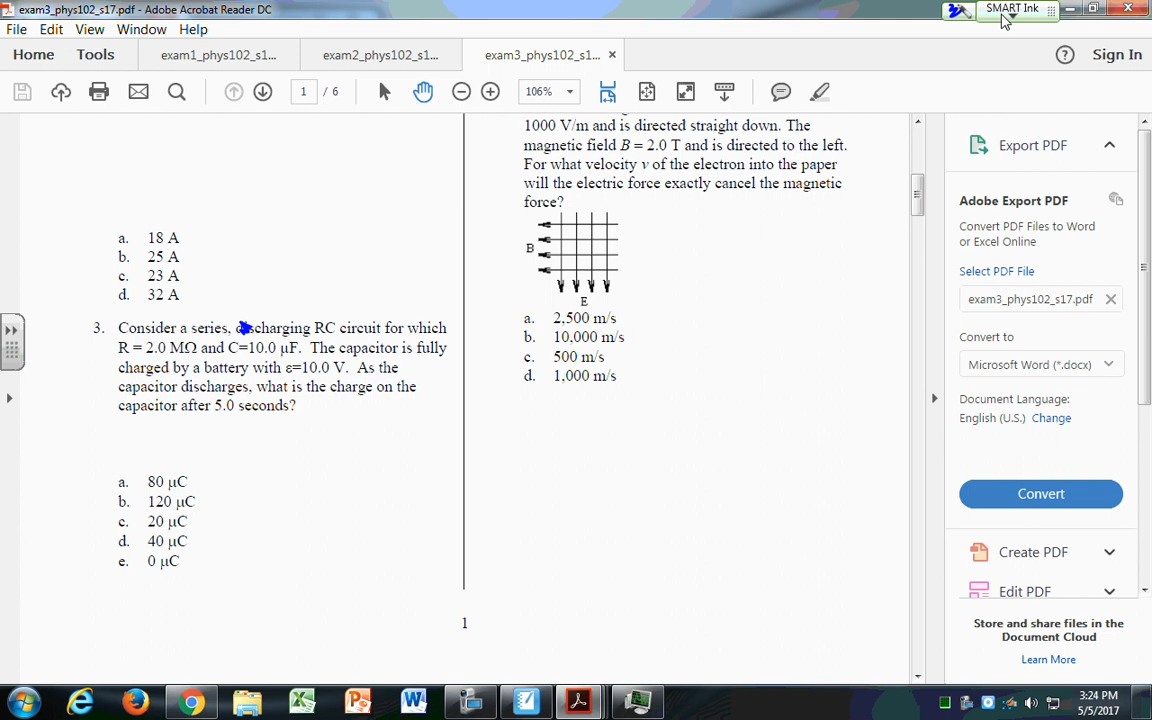 exam3_phys102_s17.pdf - Adobe Acrobat Reader DC
SMART Ink
File Edit View Window Help
Home Tools exam1_phys102_s1... exam2_phys102_s1... exam3_phys102_s1... × Sign In
1 / 6 106%
a. 18 A
b. 25 A
c. 23 A
d. 32 A
3. Consider a series, discharging RC circuit for which
R = 2.0 MΩ and C=10.0 μF. The capacitor is fully
charged by a battery with ε=10.0 V. As the
capacitor discharges, what is the charge on the
capacitor after 5.0 seconds?
a. 80 μC
b. 120 μC
c. 20 μC
d. 40 μC
e. 0 μC
1000 V/m and is directed straight down. The
magnetic field B = 2.0 T and is directed to the left.
For what velocity v of the electron into the paper
will the electric force exactly cancel the magnetic
force?
B
E
a. 2,500 m/s
b. 10,000 m/s
c. 500 m/s
d. 1,000 m/s
1
Export PDF
Adobe Export PDF
Convert PDF Files to Word
or Excel Online
Select PDF File
exam3_phys102_s17.pdf
Convert to
Microsoft Word (*.docx)
Document Language:
English (U.S.) Change
Convert
Create PDF
Edit PDF
Store and share files in the
Document Cloud
Learn More
3:24 PM
5/5/2017